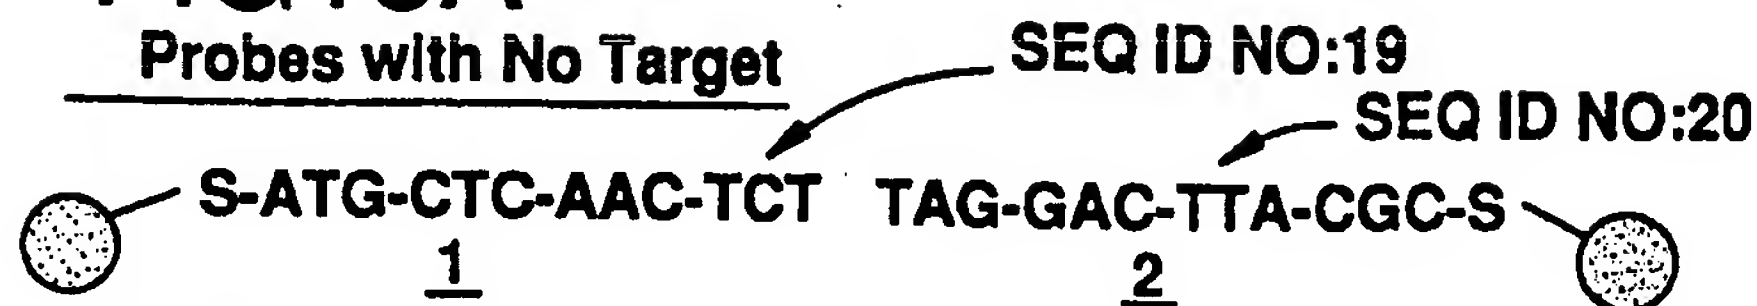 Probes with No Target
SEQ ID NO:19
SEQ ID NO:20
S-ATG-CTC-AAC-TCT TAG-GAC-TTA-CGC-S
1 2